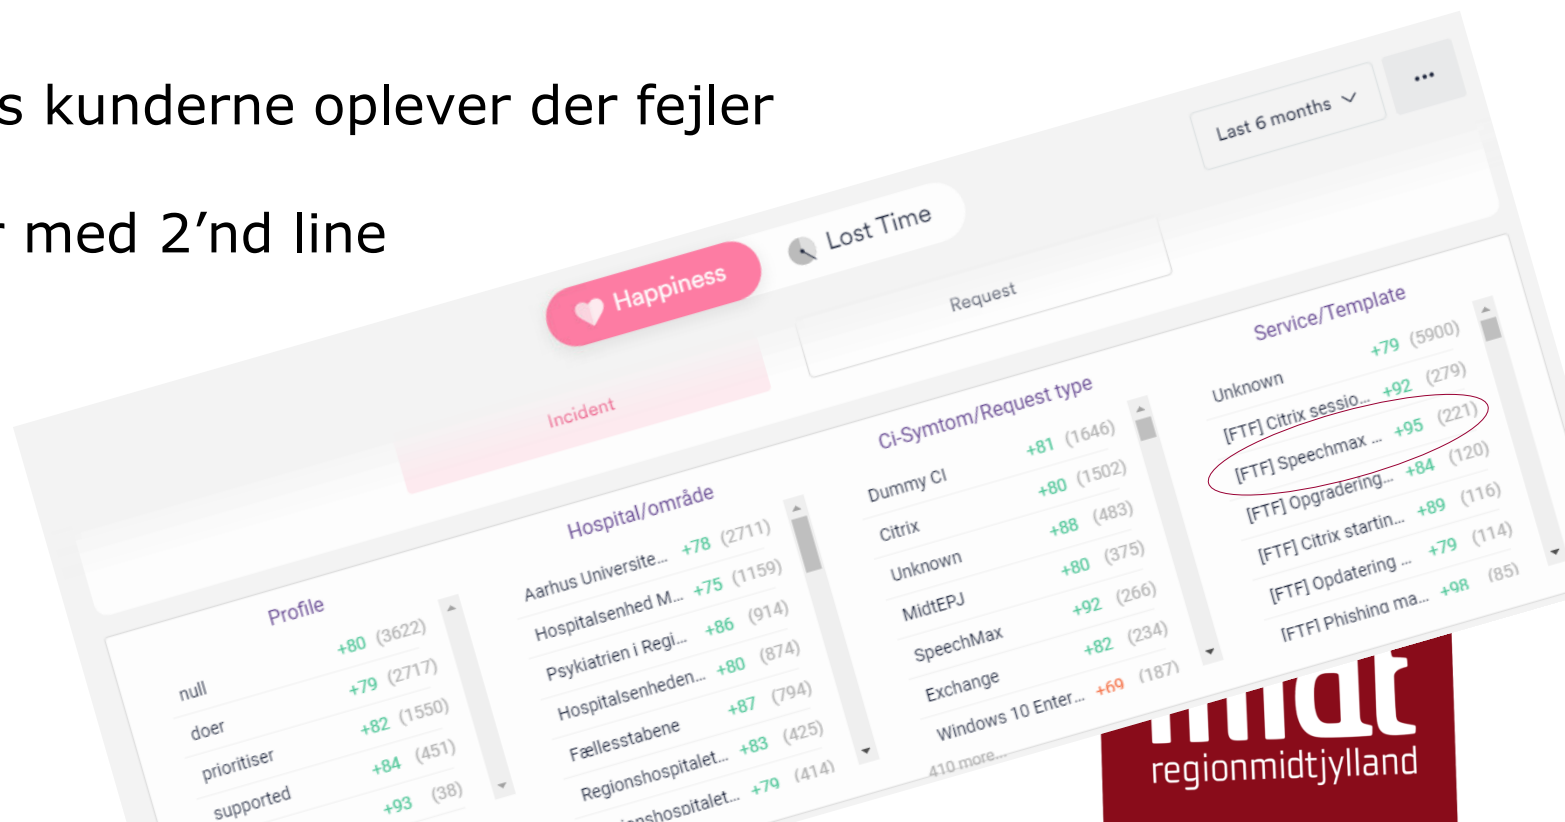 s kunderne oplever der fejler
r med 2’nd line
Last 6 months
Happiness
Lost Time
Incident
Request
Profile
null +80 (3622)
doer +79 (2717)
prioritiser +82 (1550)
supported +84 (451)
+93 (38)
Hospital/område
Aarhus Universite... +78 (2711)
Hospitalsenhed M... +75 (1159)
Psykiatrien i Regi... +86 (914)
Hospitalsenheden... +80 (874)
Fællesstabene +87 (794)
Regionshospitalet... +83 (425)
nshospitalet... +79 (414)
Ci-Symtom/Request type
Dummy CI +81 (1646)
Citrix +80 (1502)
Unknown +88 (483)
MidtEPJ +80 (375)
SpeechMax +92 (266)
Exchange +82 (234)
Windows 10 Enter... +69 (187)
410 more...
Service/Template
Unknown +79 (5900)
[FTF] Citrix sessio... +92 (279)
[FTF] Speechmax ... +95 (221)
[FTF] Opgradering... +84 (120)
[FTF] Citrix startin... +89 (116)
[FTF] Opdatering ... +79 (114)
[FTF] Phishing ma... +98 (85)
midt
regionmidtjylland